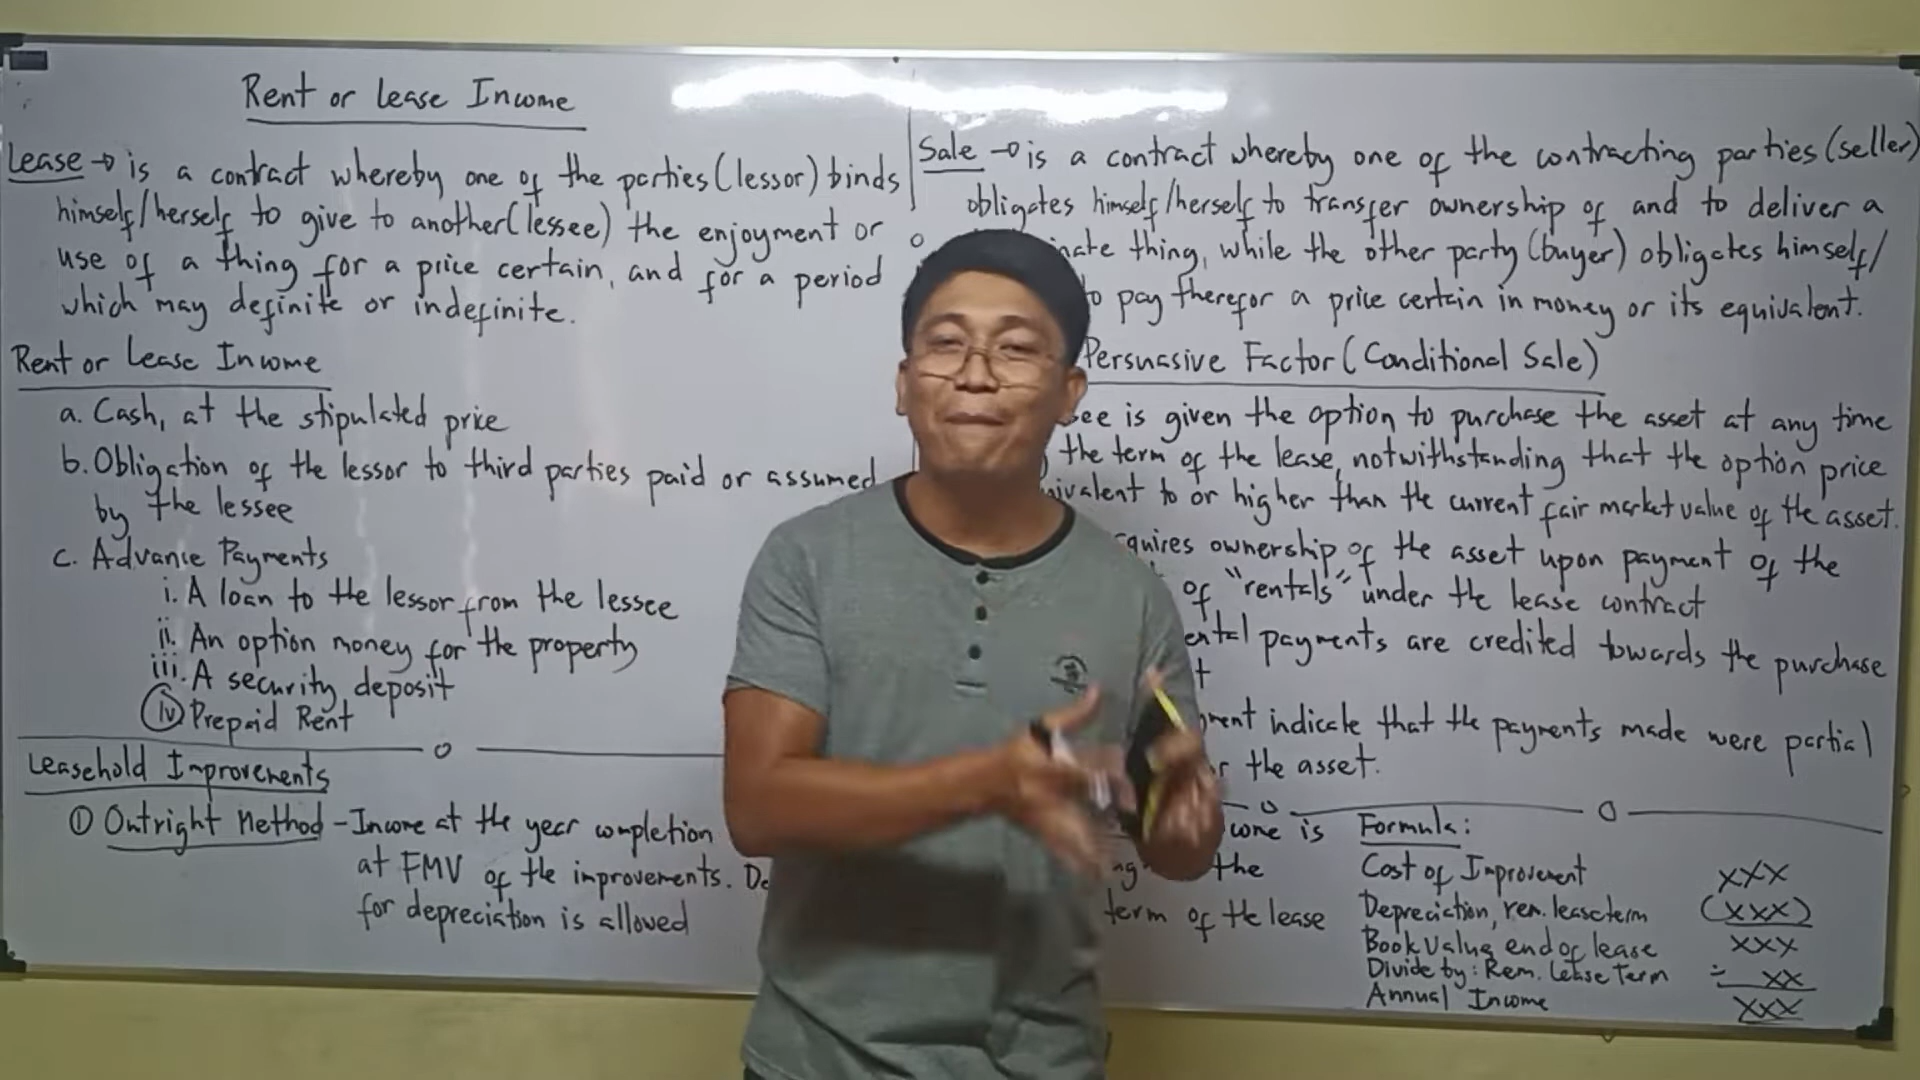 Rent or Lease Income
Lease → is a contract whereby one of the parties (lessor) binds
himself/herself to give to another (lessee) the enjoyment or
use of a thing for a price certain, and for a period
which may definite or indefinite.
Rent or Lease Income
a. Cash, at the stipulated price
b. Obligation of the lessor to third parties paid or assumed
by the lessee
c. Advance Payments
i. A loan to the lessor from the lessee
ii. An option money for the property
iii. A security deposit
iv Prepaid Rent
Leasehold Improvements
① Outright Method - Income at the year completion
at FMV of the improvements.
for depreciation is allowed
Sale → is a contract whereby one of the contracting parties (seller)
obligates himself/herself to transfer ownership of and to deliver a
thing, while the other party (buyer) obligates himself/
to pay therefor a price certain in money or its equivalent.
Persuasive Factor (Conditional Sale)
is given the option to purchase the asset at any time
the term of the lease, notwithstanding that the option price
to or higher than the current fair market value of the asset.
ownership of the asset upon payment of the
of "rentals" under the lease contract
payments are credited towards the purchase
indicate that the payments made were partial
the asset.
is
the
term of the lease
Formula:
Cost of Improvement xxx
Depreciation, rem. lease term (xxx)
Book Value, end of lease xxx
Divide by: Rem. Lease Term ÷ xx
Annual Income xxx